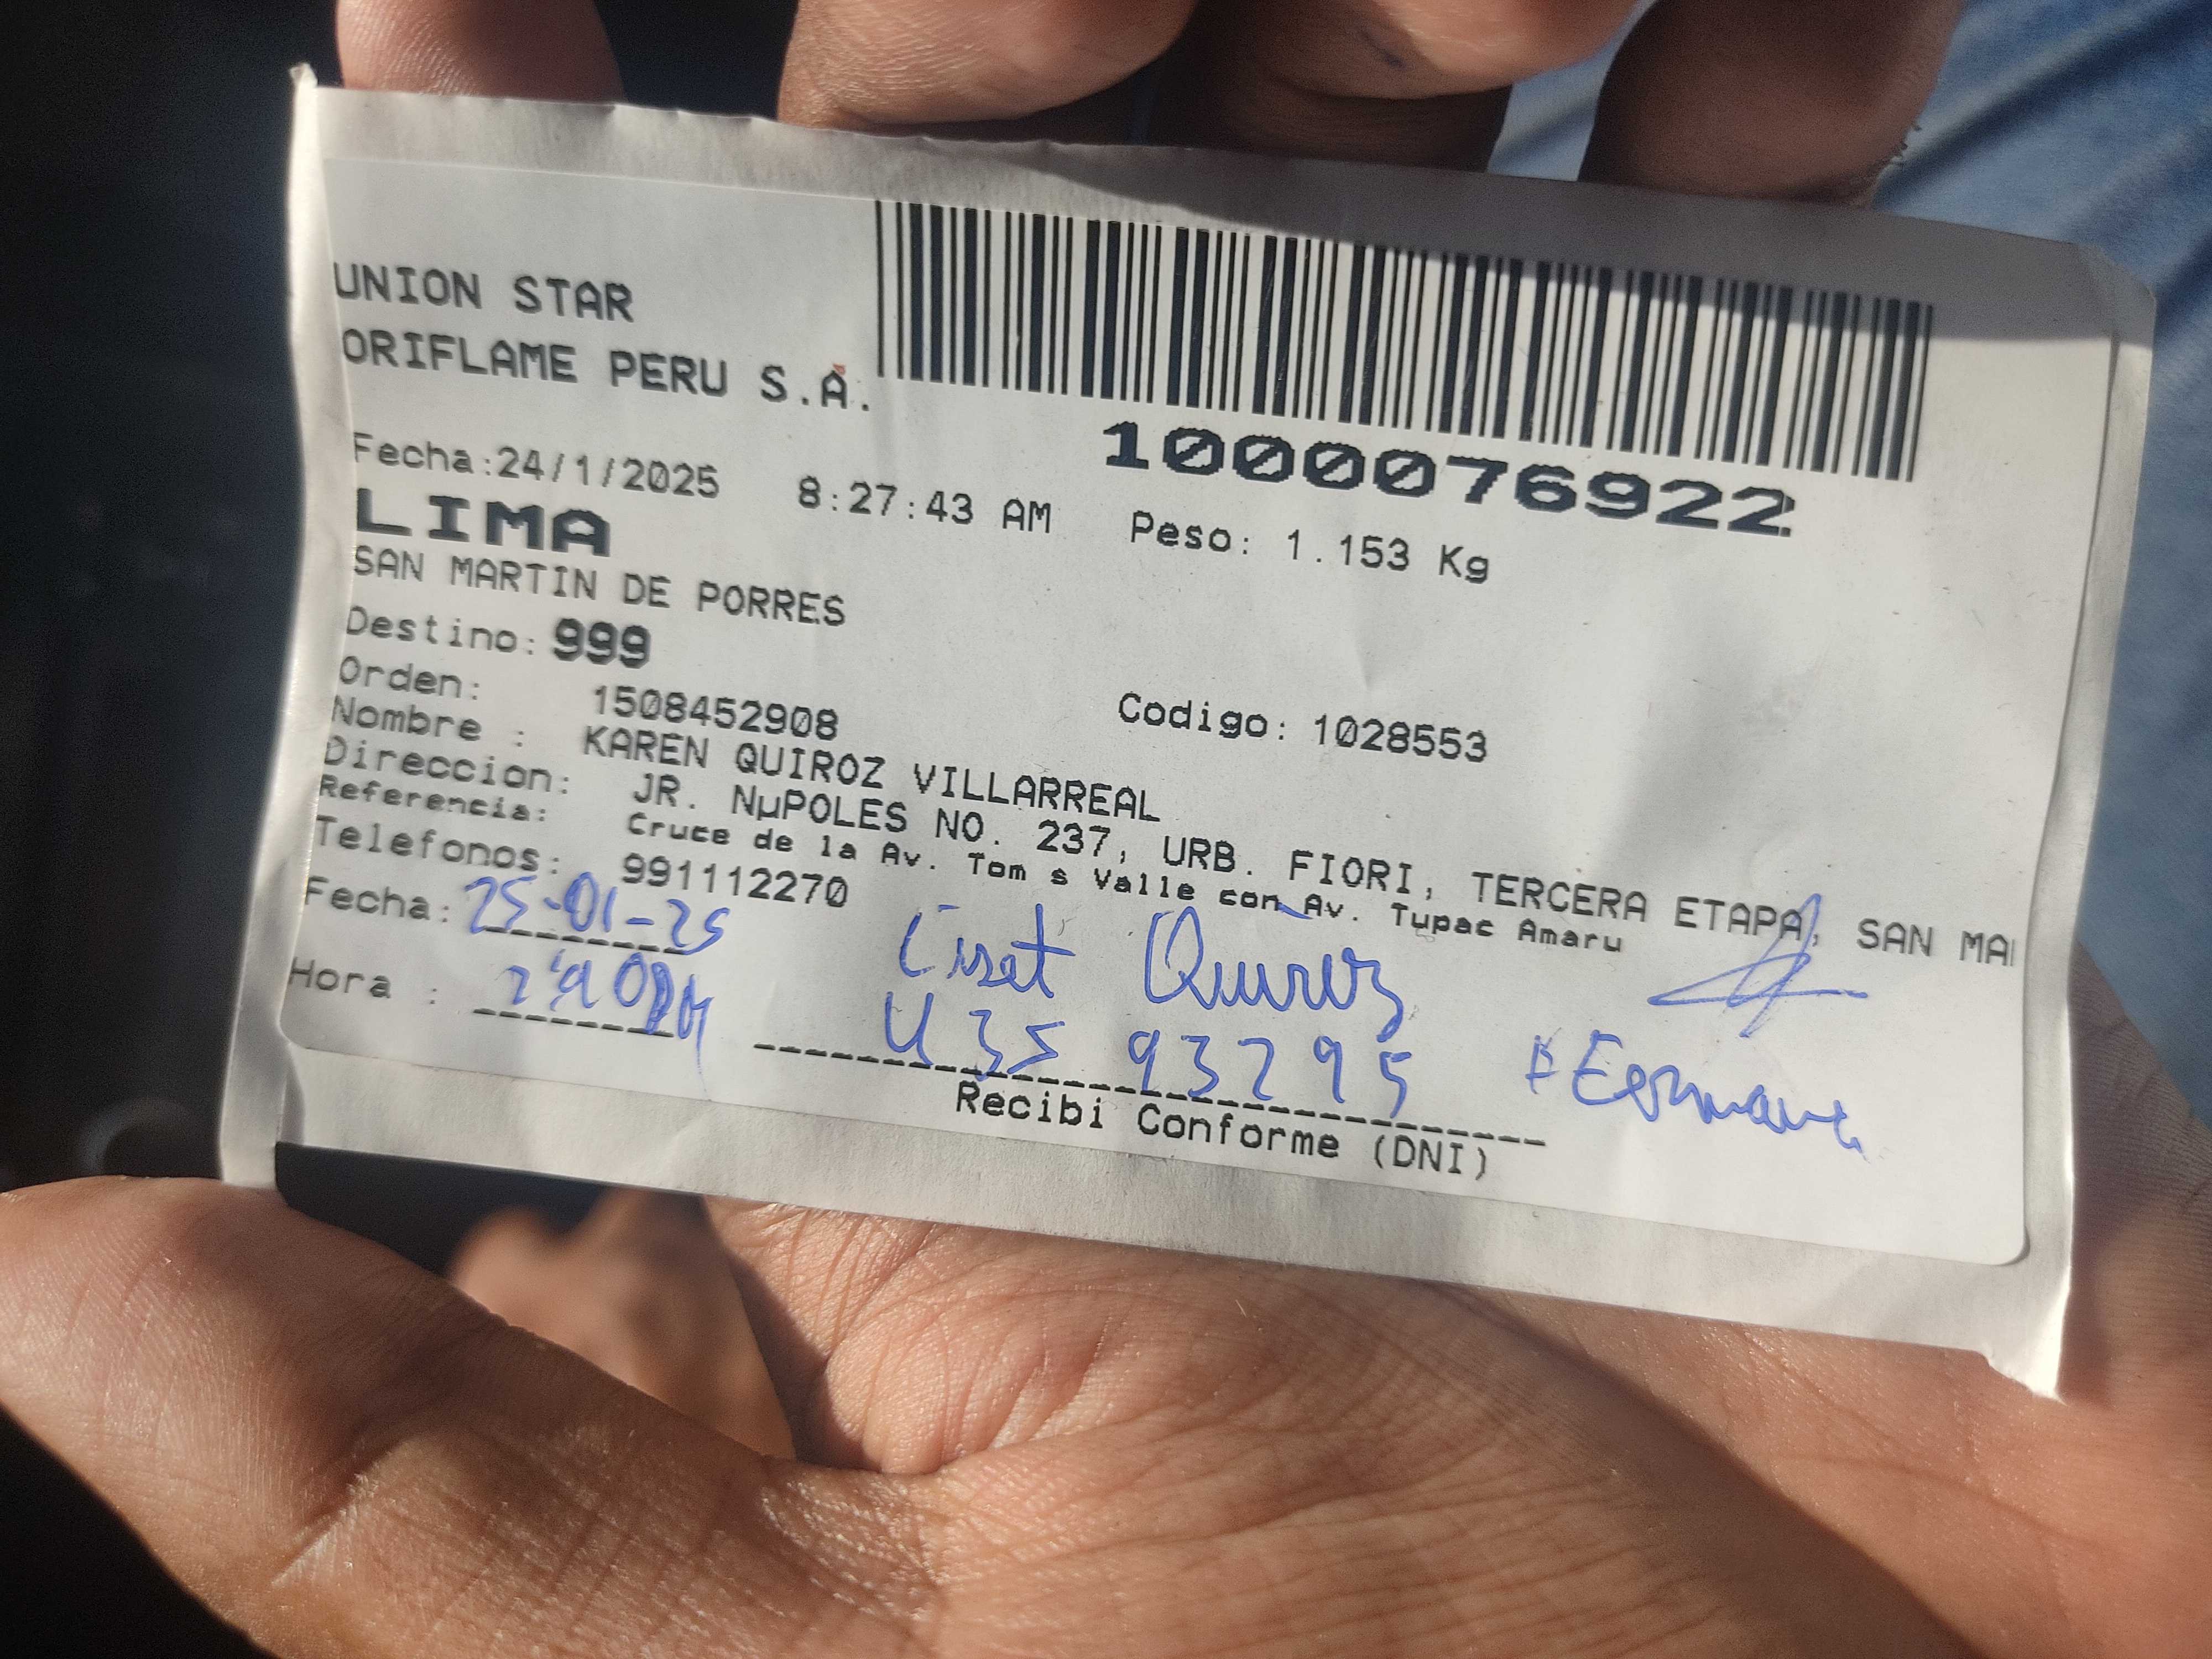 UNION STAR
ORIFLAME PERU S.A.
1000076922
Fecha:24/1/2025 8:27:43 AM Peso: 1.153 Kg
LIMA
SAN MARTIN DE PORRES
Destino: 999
Orden: 1508452908 Codigo: 1028553
Nombre : KAREN QUIROZ VILLARREAL
Direccion: JR. NµPOLES NO. 237, URB. FIORI, TERCERA ETAPA, SAN MA
Referencia: Cruce de la Av. Tom s Valle con Av. Tupac Amaru
Telefonos: 991112270
Fecha: 25-01-25
Quiroz
Hora :
43593295
Recibi Conforme (DNI)